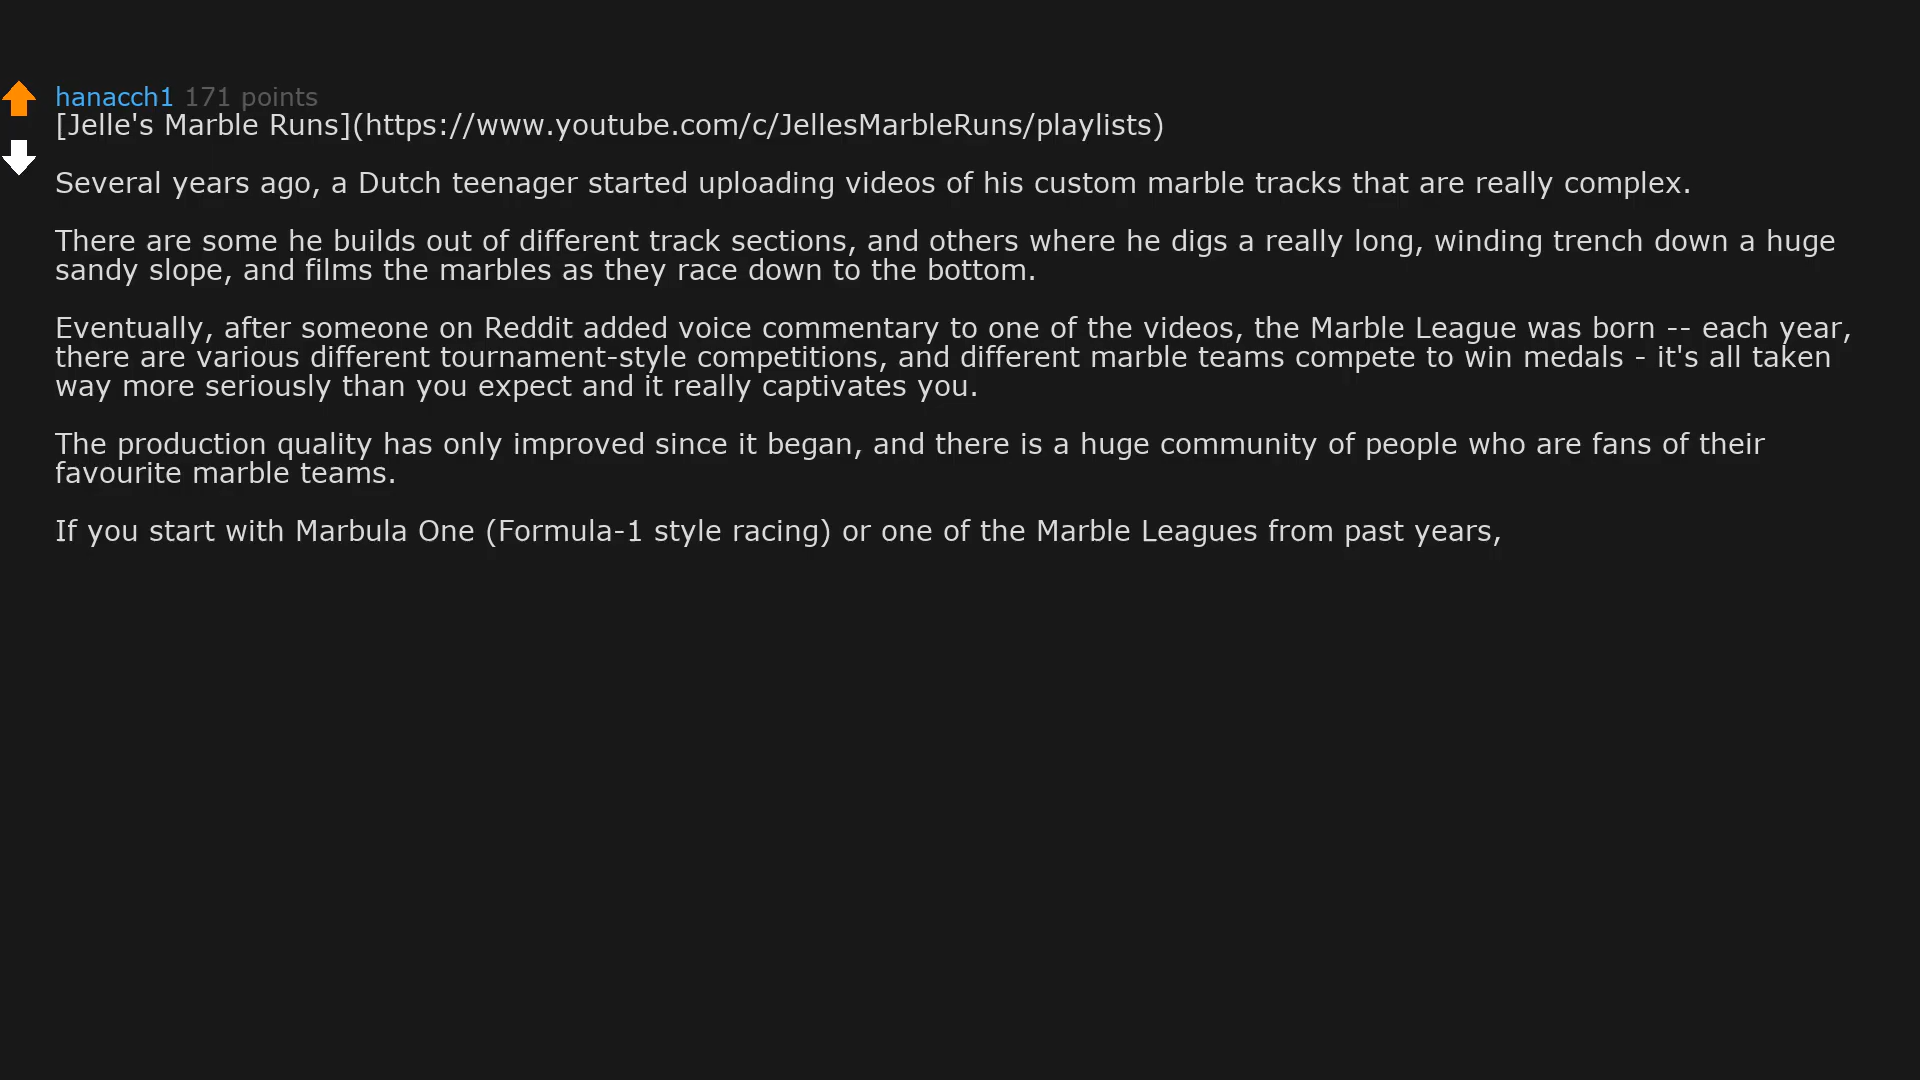 hanacch1 171 points
[Jelle's Marble Runs](https://www.youtube.com/c/JellesMarbleRuns/playlists)
Several years ago, a Dutch teenager started uploading videos of his custom marble tracks that are really complex.
There are some he builds out of different track sections, and others where he digs a really long, winding trench down a huge
sandy slope, and films the marbles as they race down to the bottom.
Eventually, after someone on Reddit added voice commentary to one of the videos, the Marble League was born -- each year,
there are various different tournament-style competitions, and different marble teams compete to win medals - it's all taken
way more seriously than you expect and it really captivates you.
The production quality has only improved since it began, and there is a huge community of people who are fans of their
favourite marble teams.
If you start with Marbula One (Formula-1 style racing) or one of the Marble Leagues from past years,